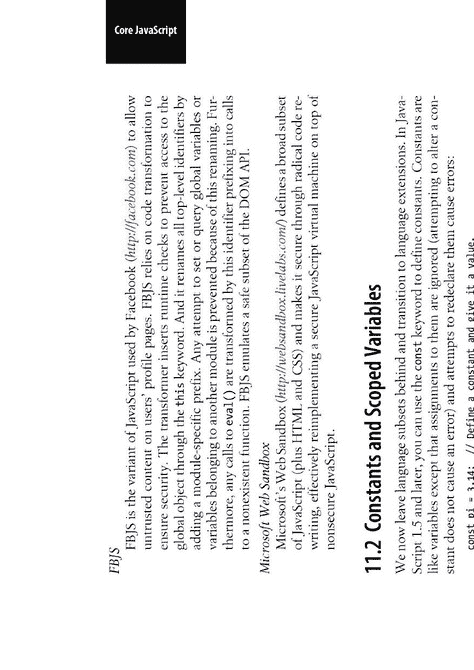 Core JavaScript
FBJS
FBJS is the variant of JavaScript used by Facebook (http://facebook.com) to allow
untrusted content on users' profile pages. FBJS relies on code transformation to
ensure security. The transformer inserts runtime checks to prevent access to the
global object through the this keyword. And it renames all top-level identifiers by
adding a module-specific prefix. Any attempt to set or query global variables or
variables belonging to another module is prevented because of this renaming. Fur-
thermore, any calls to eval() are transformed by this identifier prefixing into calls
to a nonexistent function. FBJS emulates a safe subset of the DOM API.
Microsoft Web Sandbox
Microsoft's Web Sandbox (http://websandbox.livelabs.com/) defines a broad subset
of JavaScript (plus HTML and CSS) and makes it secure through radical code re-
writing, effectively reimplementing a secure JavaScript virtual machine on top of
nonsecure JavaScript.
11.2 Constants and Scoped Variables
We now leave language subsets behind and transition to language extensions. In Java-
Script 1.5 and later, you can use the const keyword to define constants. Constants are
like variables except that assignments to them are ignored (attempting to alter a con-
stant does not cause an error) and attempts to redeclare them cause errors:
const pi = 3.14; // Define a constant and give it a value.